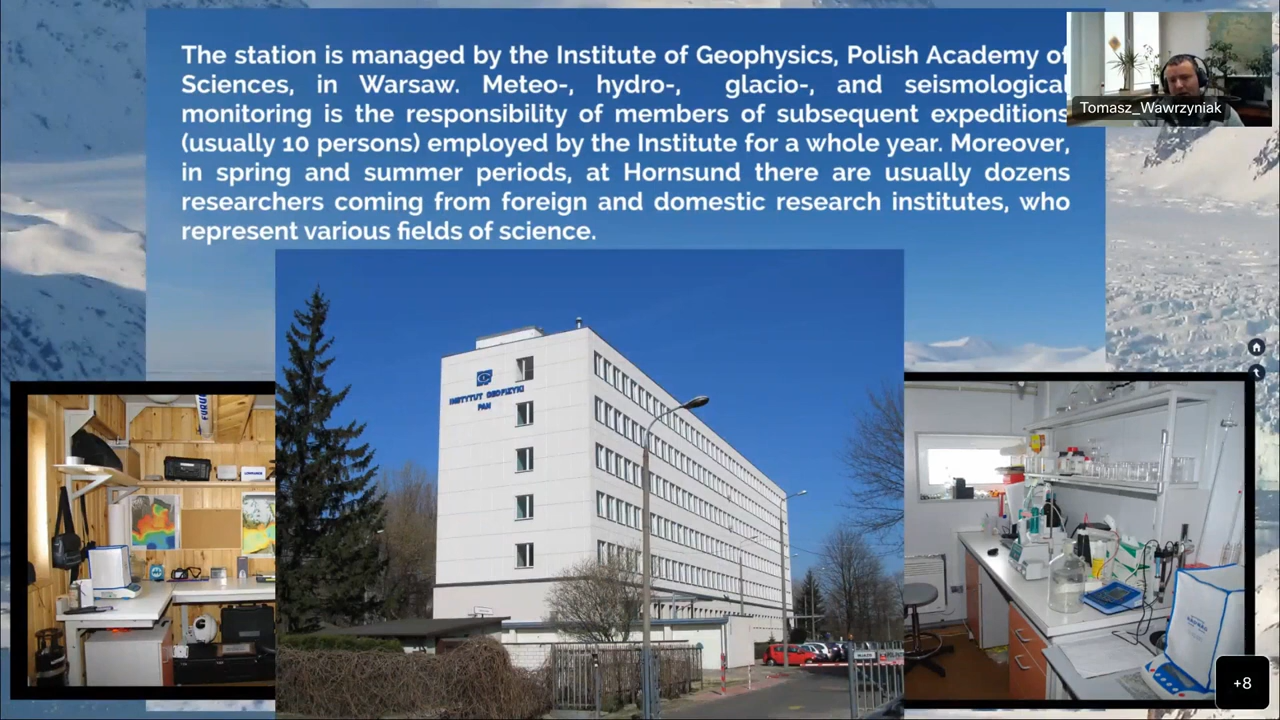 The station is managed by the Institute of Geophysics, Polish Academy of
Sciences, in Warsaw. Meteo-, hydro-, glacio-, and seismological
monitoring is the responsibility of members of subsequent expeditions
(usually 10 persons) employed by the Institute for a whole year. Moreover,
in spring and summer periods, at Hornsund there are usually dozens
researchers coming from foreign and domestic research institutes, who
represent various fields of science.
Tomasz_Wawrzyniak
INSTYTUT GEOFIZYKI
PAN
+8